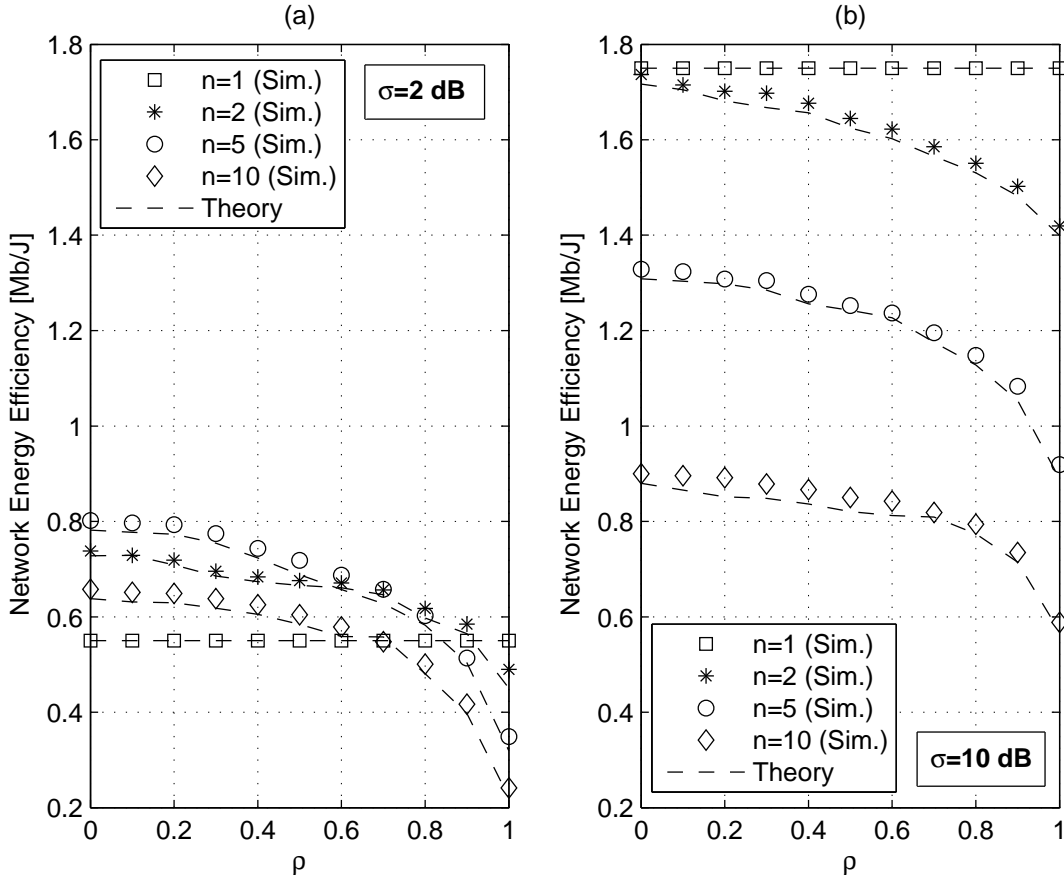 (a)
Network Energy Efficiency [Mb/J]
1.8
1.6
1.4
1.2
1
0.8
0.6
0.4
0.2
n=1 (Sim.)
n=2 (Sim.)
n=5 (Sim.)
n=10 (Sim.)
Theory
σ=2 dB
0 0.2 0.4 0.6 0.8 1
ρ
(b)
Network Energy Efficiency [Mb/J]
1.8
1.6
1.4
1.2
1
0.8
0.6
0.4
0.2
n=1 (Sim.)
n=2 (Sim.)
n=5 (Sim.)
n=10 (Sim.)
Theory
σ=10 dB
0 0.2 0.4 0.6 0.8 1
ρ